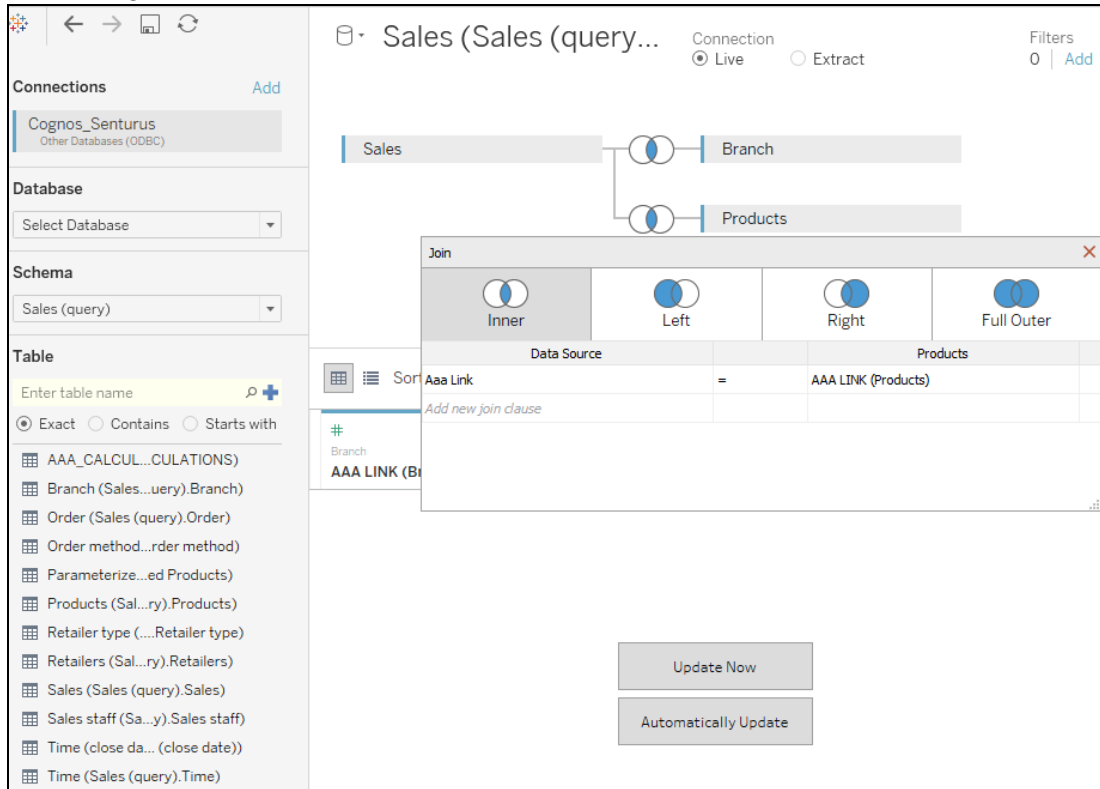 Connections
Add
Cognos_Senturus
Other Databases (ODBC)
Database
Select Database
Schema
Sales (query)
Table
Enter table name
Exact
Contains
Starts with
AAA_CALCUL...CULATIONS)
Branch (Sales...uery).Branch)
Order (Sales (query).Order)
Order method...rder method)
Parameterize...ed Products)
Products (Sal...ry).Products)
Retailer type (....Retailer type)
Retailers (Sal...ry).Retailers)
Sales (Sales (query).Sales)
Sales staff (Sa...y).Sales staff)
Time (close da... (close date))
Time (Sales (query).Time)
Sales (Sales (query...
Connection
Live
Extract
Filters
0 | Add
Sales
Branch
Products
Join
Inner
Left
Right
Full Outer
Data Source
Products
Aaa Link
=
AAA LINK (Products)
Add new join clause
Sort
#
Branch
AAA LINK (Br
Update Now
Automatically Update